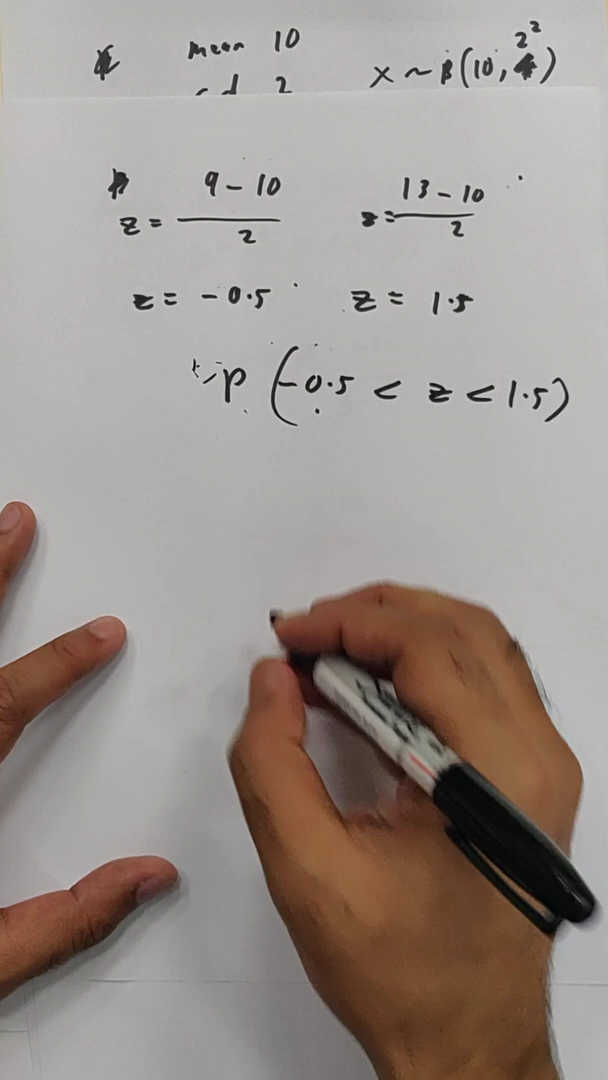 mean 10
sd 2 X ~ (10, 2²)
z = 9 - 10 / 2 z = 13 - 10 / 2
z = -0.5 z = 1.5
P (-0.5 < z < 1.5)